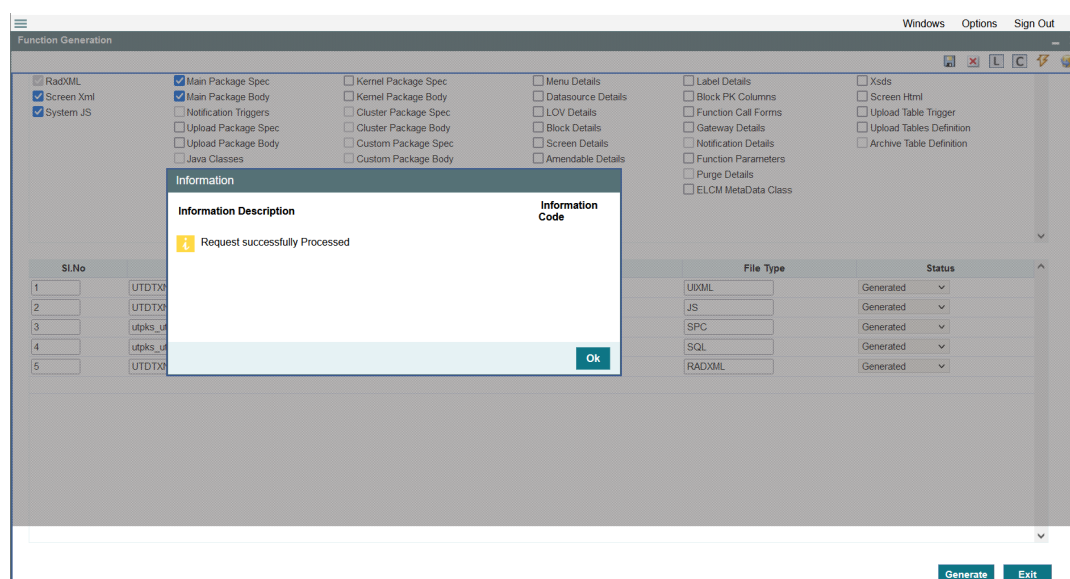 Windows Options Sign Out
Function Generation
L C
RadXML Main Package Spec Kernel Package Spec Menu Details Label Details Xsds
Screen Xml Main Package Body Kernel Package Body Datasource Details Block PK Columns Screen Html
System JS Notification Triggers Cluster Package Spec LOV Details Function Call Forms Upload Table Trigger
Upload Package Spec Cluster Package Body Block Details Gateway Details Upload Tables Definition
Upload Package Body Custom Package Spec Screen Details Notification Details Archive Table Definition
Java Classes Custom Package Body Amendable Details Function Parameters
Purge Details
ELCM MetaData Class
Information
Information Description Information Code
i Request successfully Processed
Ok
Sl.No File Type Status
1 UIXML Generated
2 JS Generated
3 SPC Generated
4 SQL Generated
5 RADXML Generated
Generate Exit